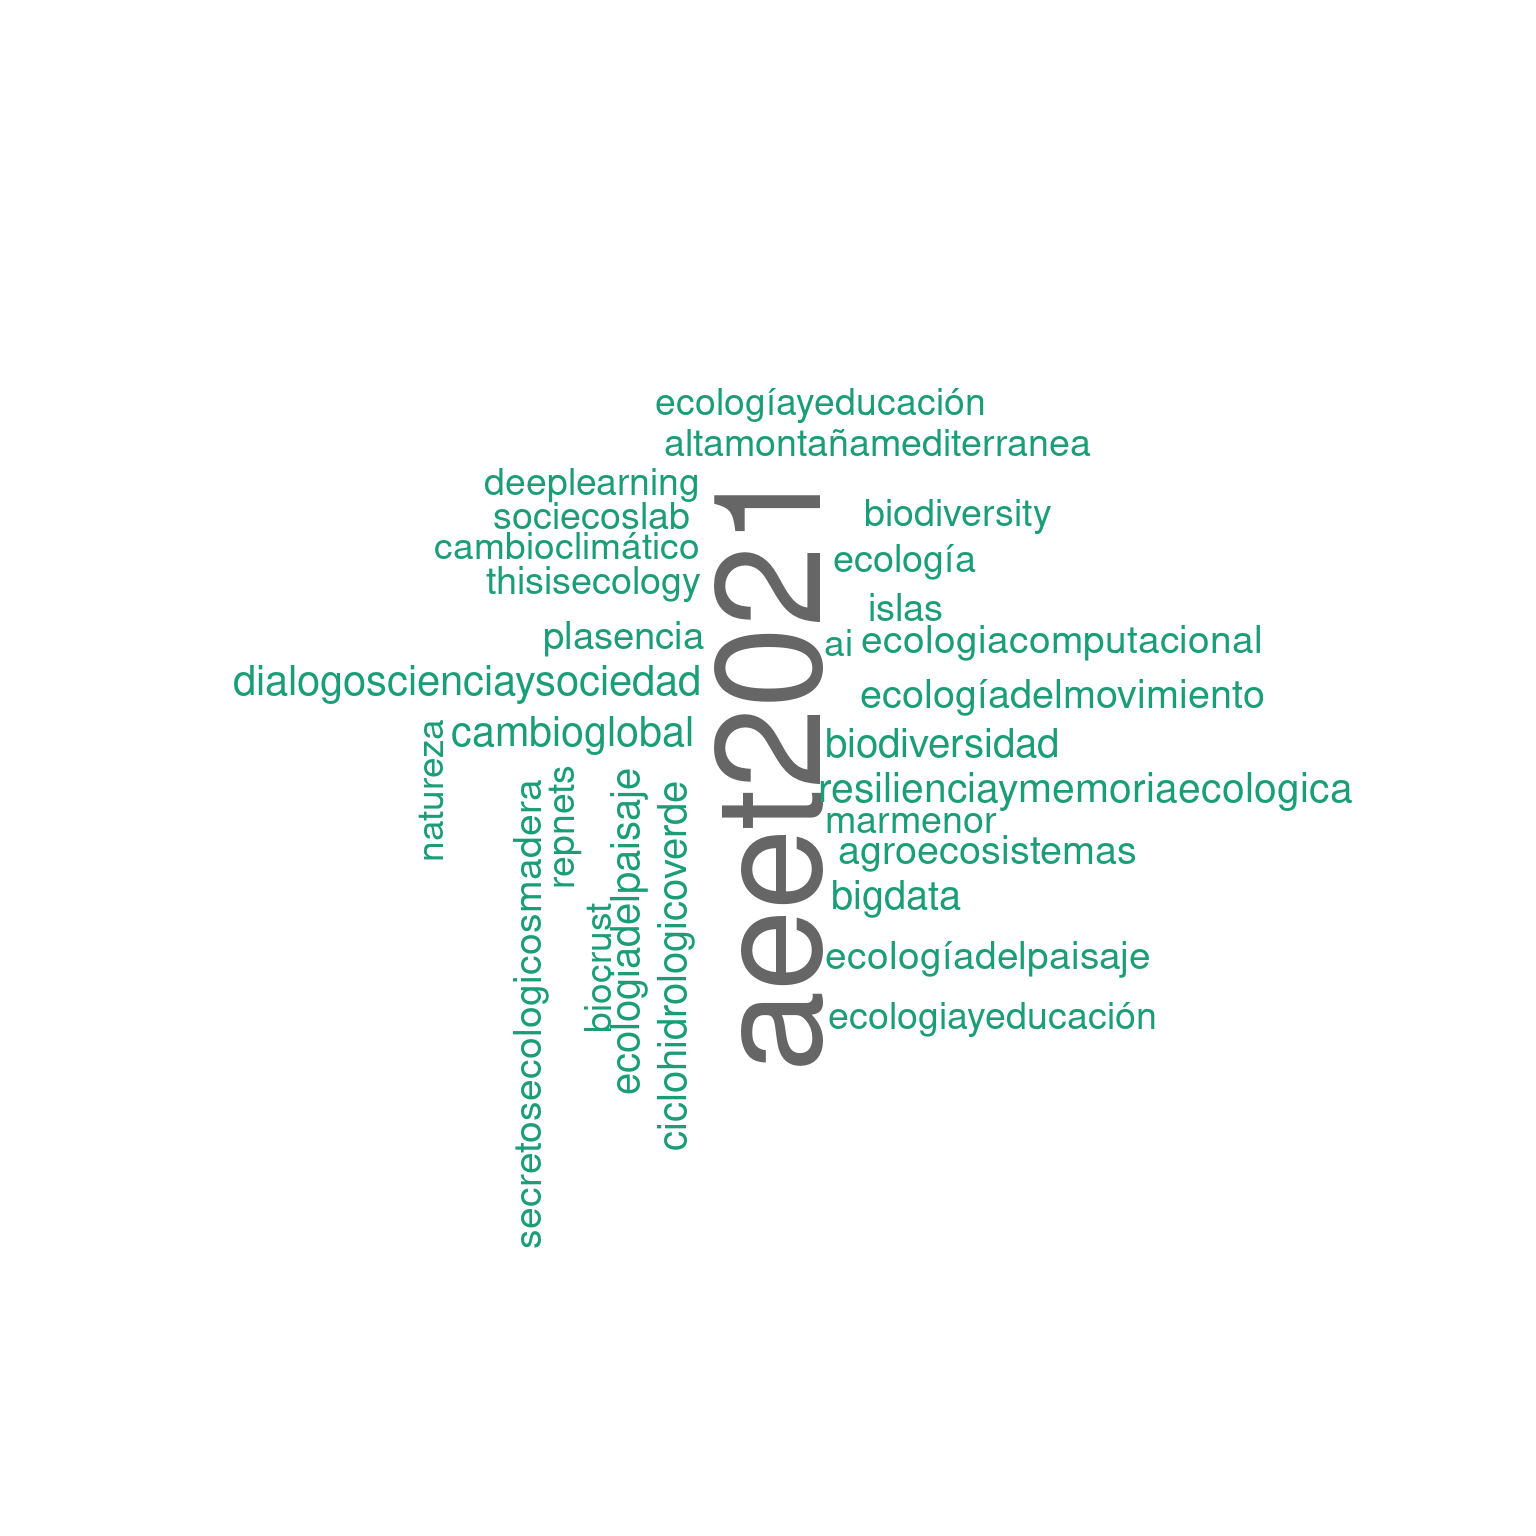 ecologíayeducación
altamontañamediterranea
deeplearning
sociecoslab
biodiversity
cambioclimático
ecología
thisisecology
islas
plasencia
ai
ecologiacomputacional
dialogoscienciaysociedad
ecologíadelmovimiento
cambioglobal
biodiversidad
aeet2021
resilienciaymemoriaecologica
marmenor
agroecosistemas
bigdata
natureza
secretosecologicosmadera
repnets
biocrust
ecologiadelpaisaje
ciclohidrologicoverde
ecologíadelpaisaje
ecologiayeducación